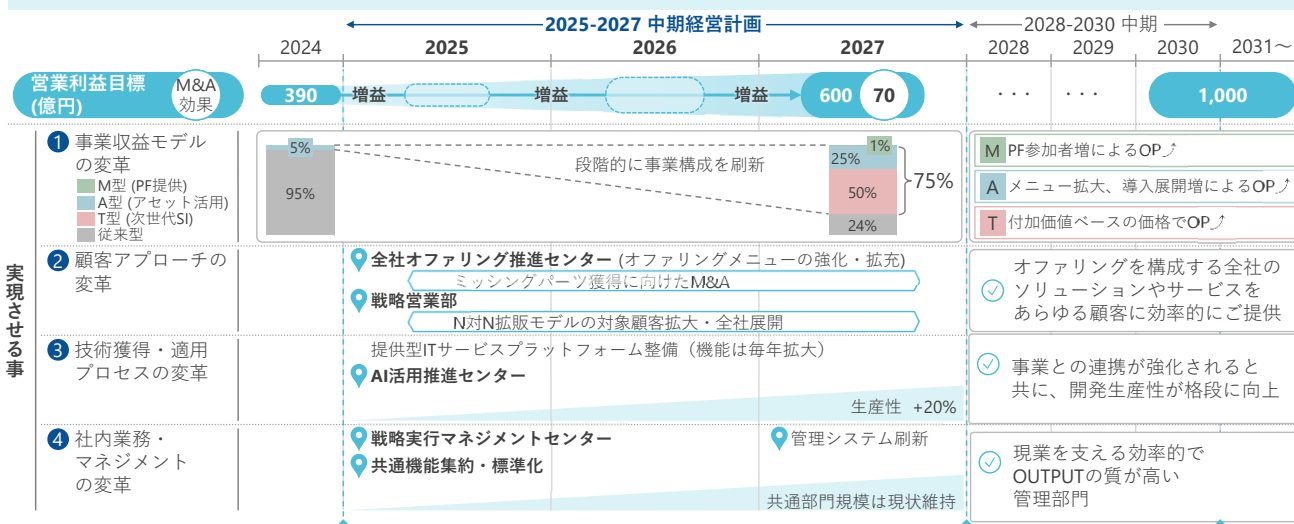 2025-2027 中期経営計画
2028-2030 中期
2024
2025
2026
2027
2028
2029
2030
2031～
営業利益目標
(億円)
M&A
効果
390
増益
増益
増益
600
70
・・・
・・・
1,000
実現させる事
1 事業収益モデル
の変革
M型 (PF提供)
A型 (アセット活用)
T型 (次世代SI)
従来型
5%
95%
段階的に事業構成を刷新
1%
25%
50%
24%
75%
M PF参加者増によるOP⤴
A メニュー拡大、導入展開増によるOP⤴
T 付加価値ベースの価格でOP⤴
2 顧客アプローチの
変革
全社オファリング推進センター (オファリングメニューの強化・拡充)
ミッシングパーツ獲得に向けたM&A
戦略営業部
N対N拡販モデルの対象顧客拡大・全社展開
オファリングを構成する全社の
ソリューションやサービスを
あらゆる顧客に効率的にご提供
3 技術獲得・適用
プロセスの変革
提供型ITサービスプラットフォーム整備（機能は毎年拡大）
AI活用推進センター
生産性 +20%
事業との連携が強化されると
共に、開発生産性が格段に向上
4 社内業務・
マネジメント
の変革
戦略実行マネジメントセンター
管理システム刷新
共通機能集約・標準化
共通部門規模は現状維持
現業を支える効率的で
OUTPUTの質が高い
管理部門